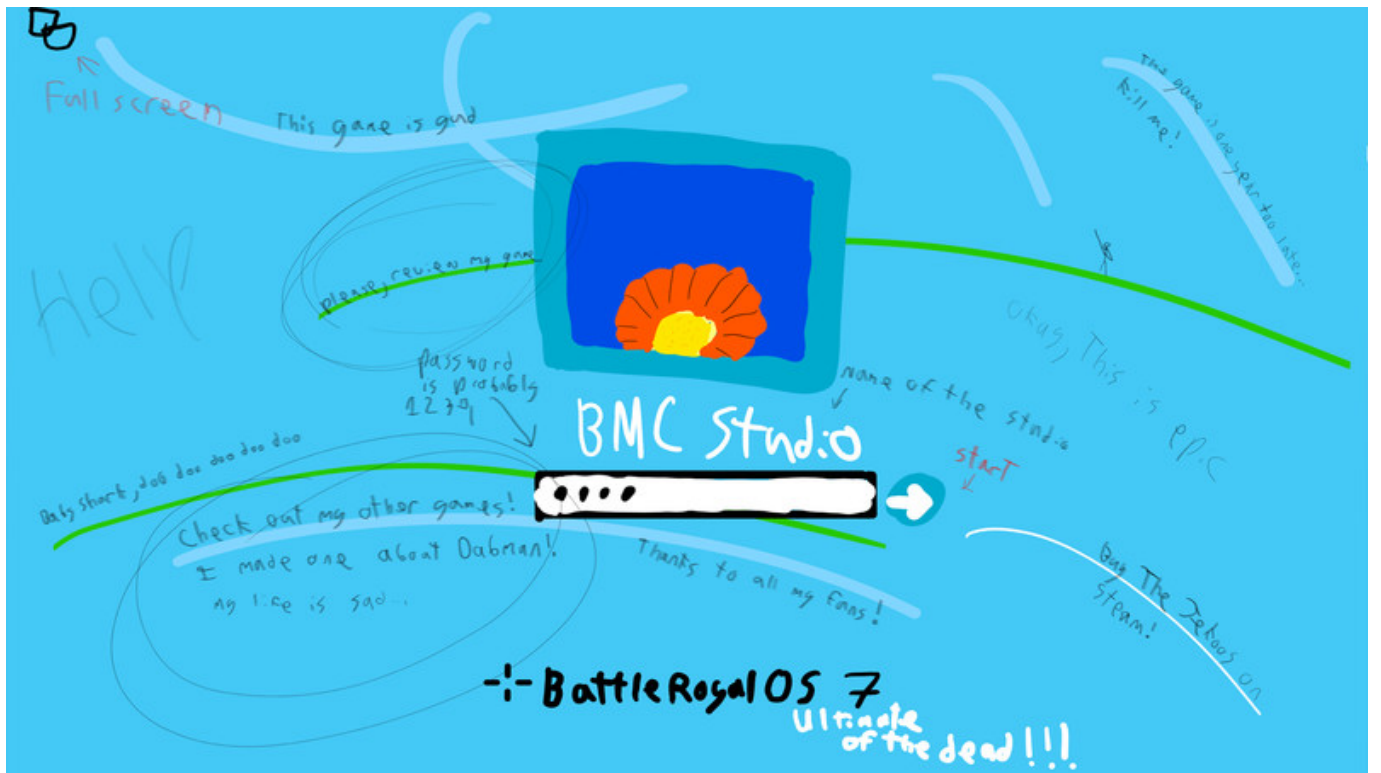 Full screen
This game is gud
The game is one year too late...
kill me!
Help
please, review my game
okay, This is epic
password
is probably
1234
name of the studio
BMC Studio
start
Baby shark, doo doo doo doo doo
Check out my other games!
I made one about Dabman!
my life is sad...
Thanks to all my fans!
Buy The Jehoos on
Steam!
BattleRoyalOS 7
Ultimate
of the dead!!!